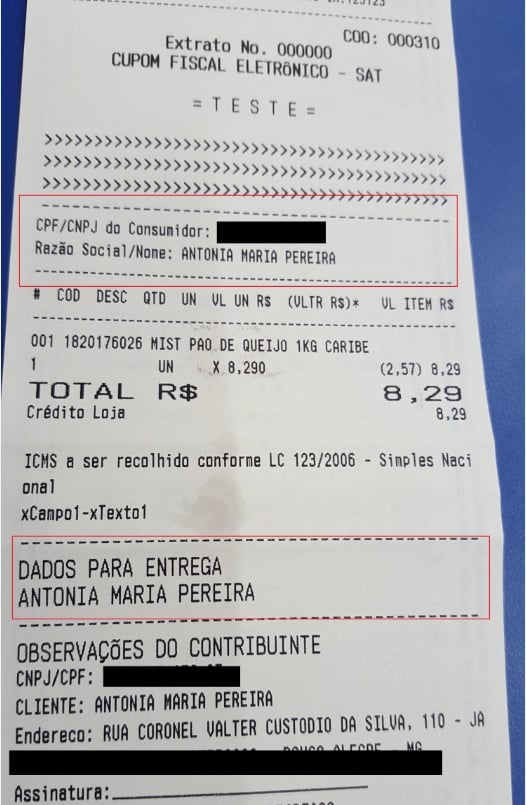 COO: 000310
Extrato No. 000000
CUPOM FISCAL ELETRôNICO - SAT
= T E S T E =
>>>>>>>>>>>>>>>>>>>>>>>>>>>>>>>>>>>>>>>>>>>>>>>>
>>>>>>>>>>>>>>>>>>>>>>>>>>>>>>>>>>>>>>>>>>>>>>>>
>>>>>>>>>>>>>>>>>>>>>>>>>>>>>>>>>>>>>>>>>>>>>>>>
CPF/CNPJ do Consumidor:
Razão Social/Nome: ANTONIA MARIA PEREIRA
# COD DESC QTD UN VL UN R$ (VLTR R$)* VL ITEM R$
001 1820176026 MIST PAO DE QUEIJO 1KG CARIBE
1 UN X 8,290 (2,57) 8,29
TOTAL R$ 8,29
Crédito Loja 8,29
ICMS a ser recolhido conforme LC 123/2006 - Simples Naci
onal
xCampo1-xTexto1
DADOS PARA ENTREGA
ANTONIA MARIA PEREIRA
OBSERVAÇõES DO CONTRIBUINTE
CNPJ/CPF:
CLIENTE: ANTONIA MARIA PEREIRA
Endereco: RUA CORONEL VALTER CUSTODIO DA SILVA, 110 - JA
Assinatura: